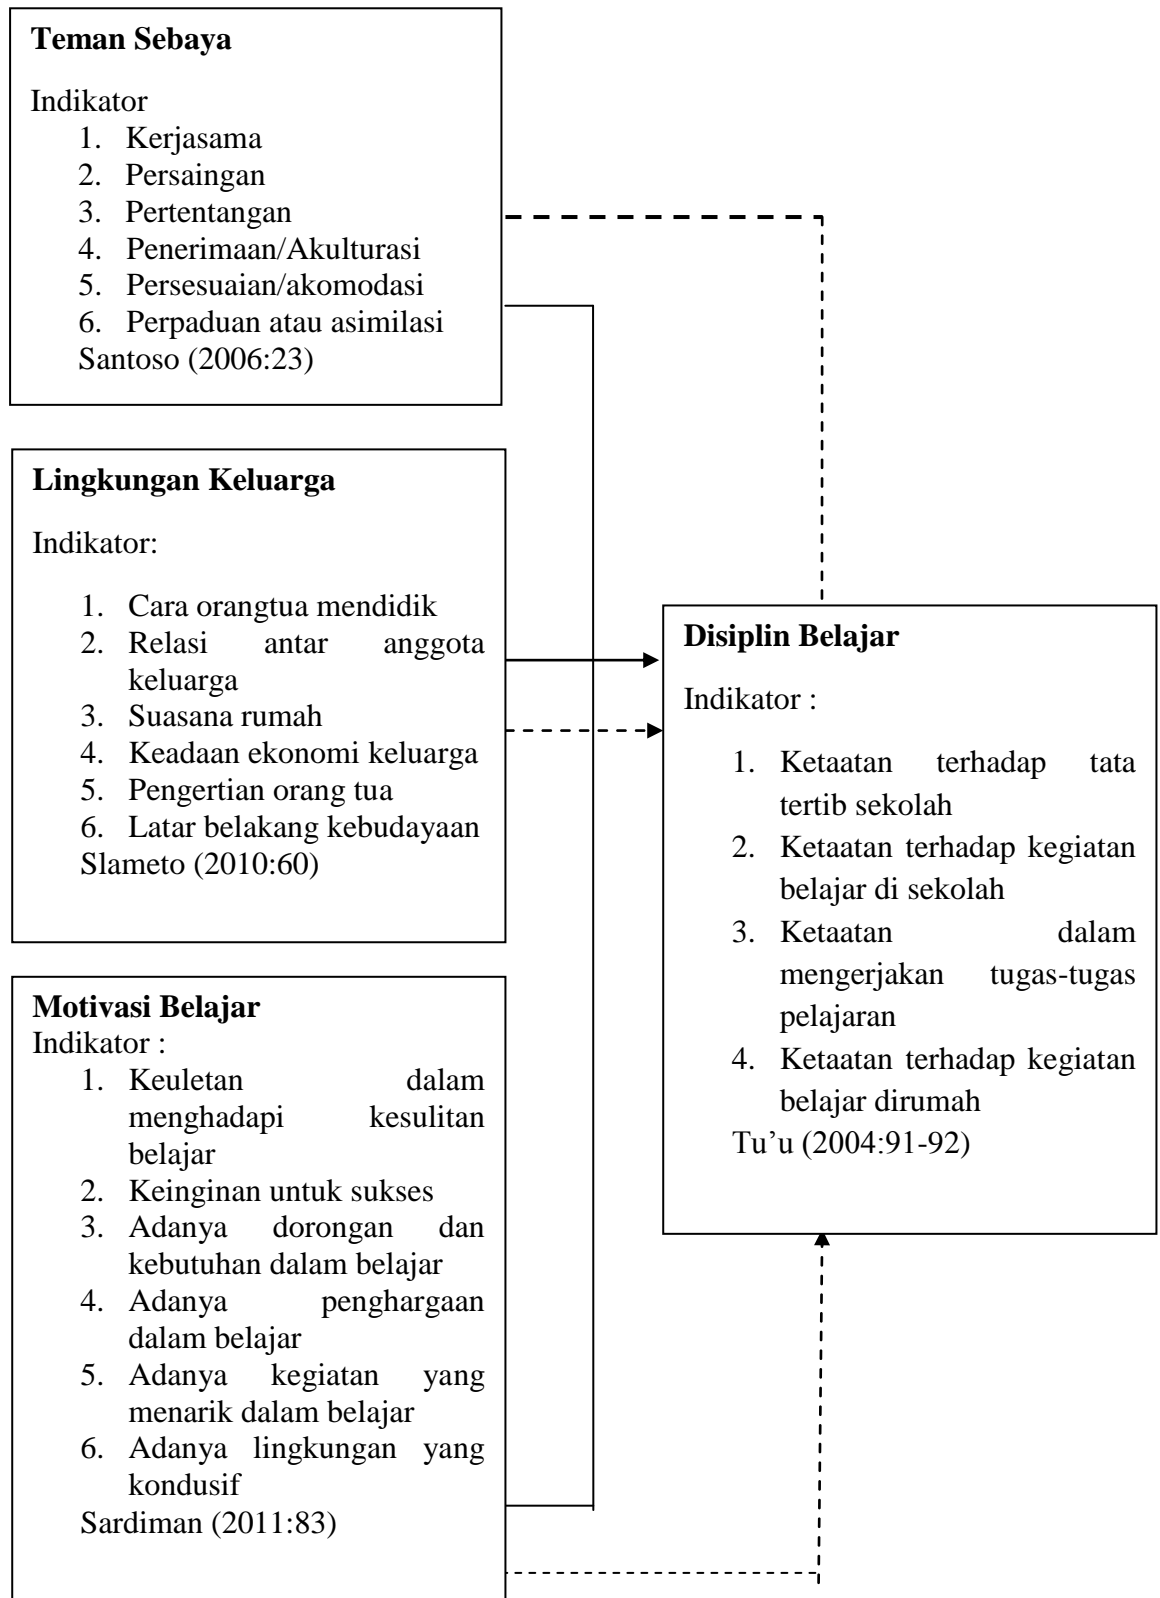 Teman Sebaya
Indikator
1. Kerjasama
2. Persaingan
3. Pertentangan
4. Penerimaan/Akulturasi
5. Persesuaian/akomodasi
6. Perpaduan atau asimilasi
Santoso (2006:23)
Lingkungan Keluarga
Indikator:
1. Cara orangtua mendidik
2. Relasi antar anggota
keluarga
3. Suasana rumah
4. Keadaan ekonomi keluarga
5. Pengertian orang tua
6. Latar belakang kebudayaan
Slameto (2010:60)
Motivasi Belajar
Indikator :
1. Keuletan dalam
menghadapi kesulitan
belajar
2. Keinginan untuk sukses
3. Adanya dorongan dan
kebutuhan dalam belajar
4. Adanya penghargaan
dalam belajar
5. Adanya kegiatan yang
menarik dalam belajar
6. Adanya lingkungan yang
kondusif
Sardiman (2011:83)
Disiplin Belajar
Indikator :
1. Ketaatan terhadap tata
tertib sekolah
2. Ketaatan terhadap kegiatan
belajar di sekolah
3. Ketaatan dalam
mengerjakan tugas-tugas
pelajaran
4. Ketaatan terhadap kegiatan
belajar dirumah
Tu’u (2004:91-92)